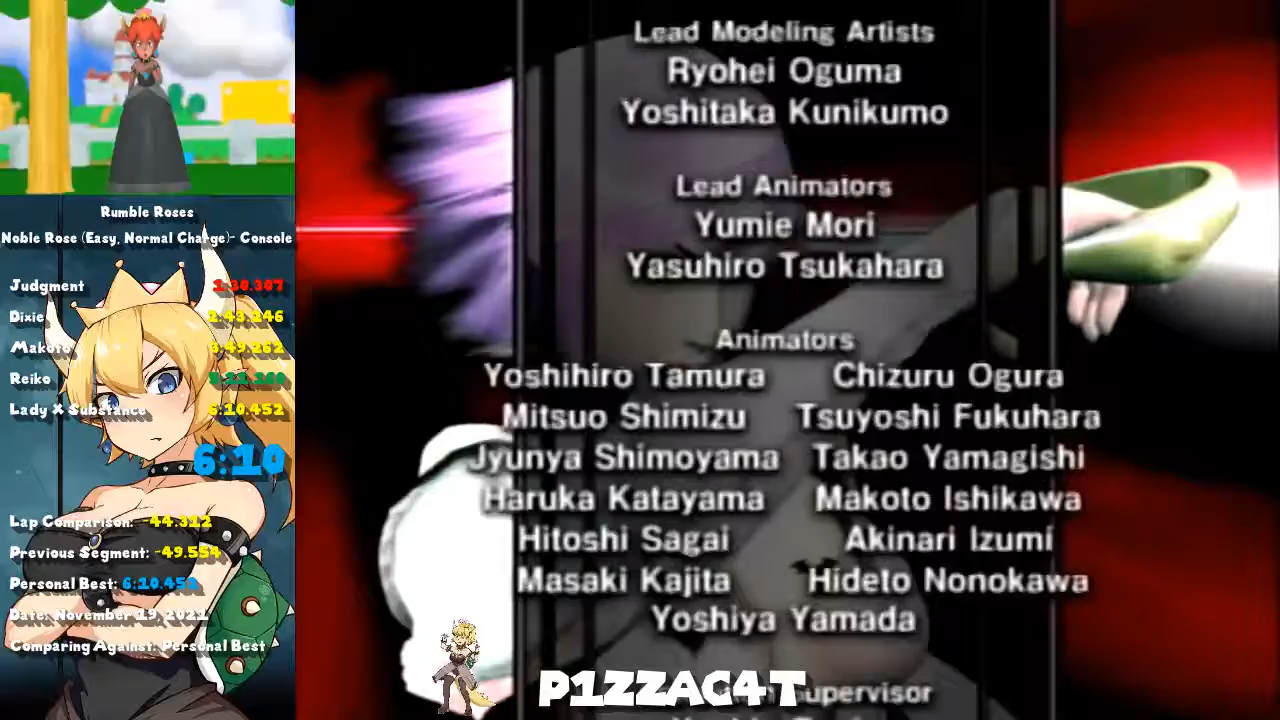 Rumble Roses
Noble Rose (Easy, Normal Charge)- Console
Judgment 1:30.307
Dixie 2:43.246
Makoto 3:49.262
Reiko
Lady X Substance 6:10.452
6:10
Lap Comparison: -44.312
Previous Segment: -49.554
Personal Best: 6:10.452
Date: November 19, 2021
Comparing Against: Personal Best
Lead Modeling Artists
Ryohei Oguma
Yoshitaka Kunikumo
Lead Animators
Yumie Mori
Yasuhiro Tsukahara
Animators
Yoshihiro Tamura Chizuru Ogura
Mitsuo Shimizu Tsuyoshi Fukuhara
Jyunya Shimoyama Takao Yamagishi
Haruka Katayama Makoto Ishikawa
Hitoshi Sagai Akinari Izumi
Masaki Kajita Hideto Nonokawa
Yoshiya Yamada
Supervisor
P1ZZAC4T